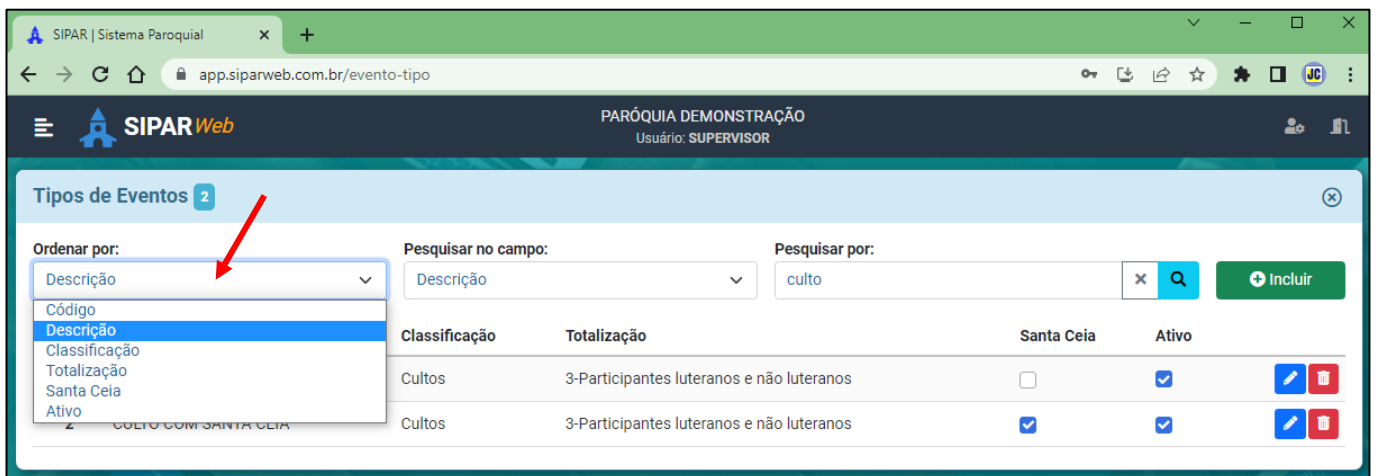 SIPAR | Sistema Paroquial
app.siparweb.com.br/evento-tipo
JC
SIPAR Web
PARÓQUIA DEMONSTRAÇÃO
Usuário: SUPERVISOR
Tipos de Eventos 2
Ordenar por: Pesquisar no campo: Pesquisar por:
Descrição Descrição culto Incluir
Código
Descrição
Classificação
Totalização
Santa Ceia
Ativo
Classificação Totalização Santa Ceia Ativo
Cultos 3-Participantes luteranos e não luteranos
2 CULTO COM SANTA CEIA Cultos 3-Participantes luteranos e não luteranos